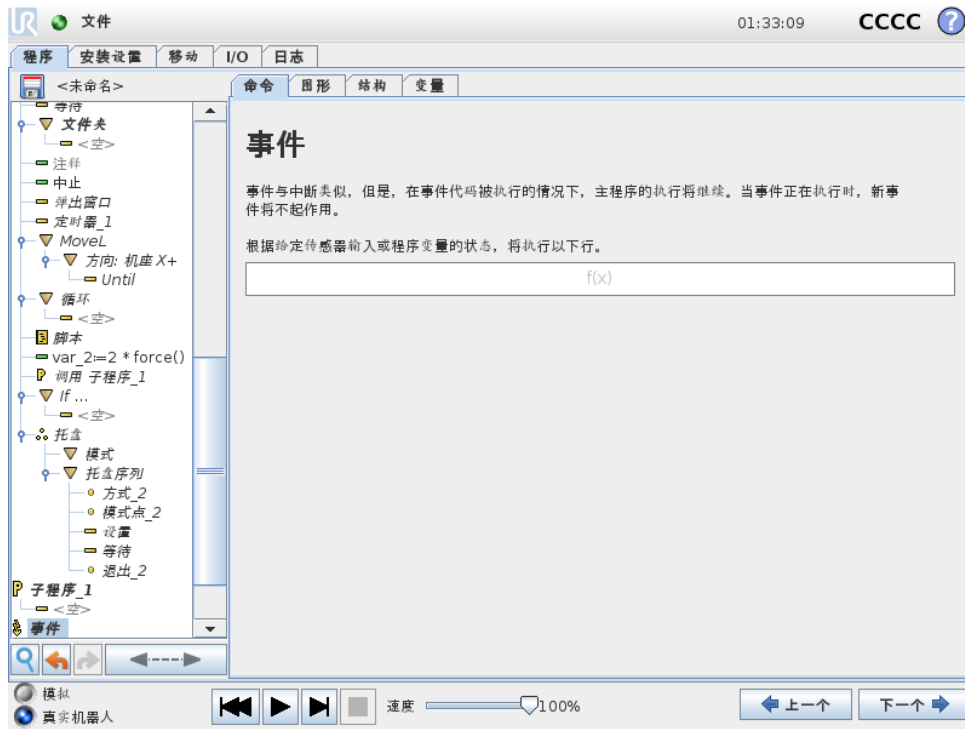 UR 文件 01:33:09 CCCC ?
程序 安装设置 移动 I/O 日志
<未命名> 命令 图形 结构 变量
等待
文件夹
<空>
注释
中止
弹出窗口
定时器_1
MoveL
方向: 机座 X+
Until
循环
<空>
脚本
var_2:=2 * force()
调用 子程序_1
If ...
<空>
托盘
模式
托盘序列
方式_2
模式点_2
设置
等待
退出_2
子程序_1
<空>
事件
事件
事件与中断类似，但是，在事件代码被执行的情况下，主程序的执行将继续。当事件正在执行时，新事
件将不起作用。
根据给定传感器输入或程序变量的状态，将执行以下行。
f(x)
模拟
真实机器人
速度 100%
上一个 下一个